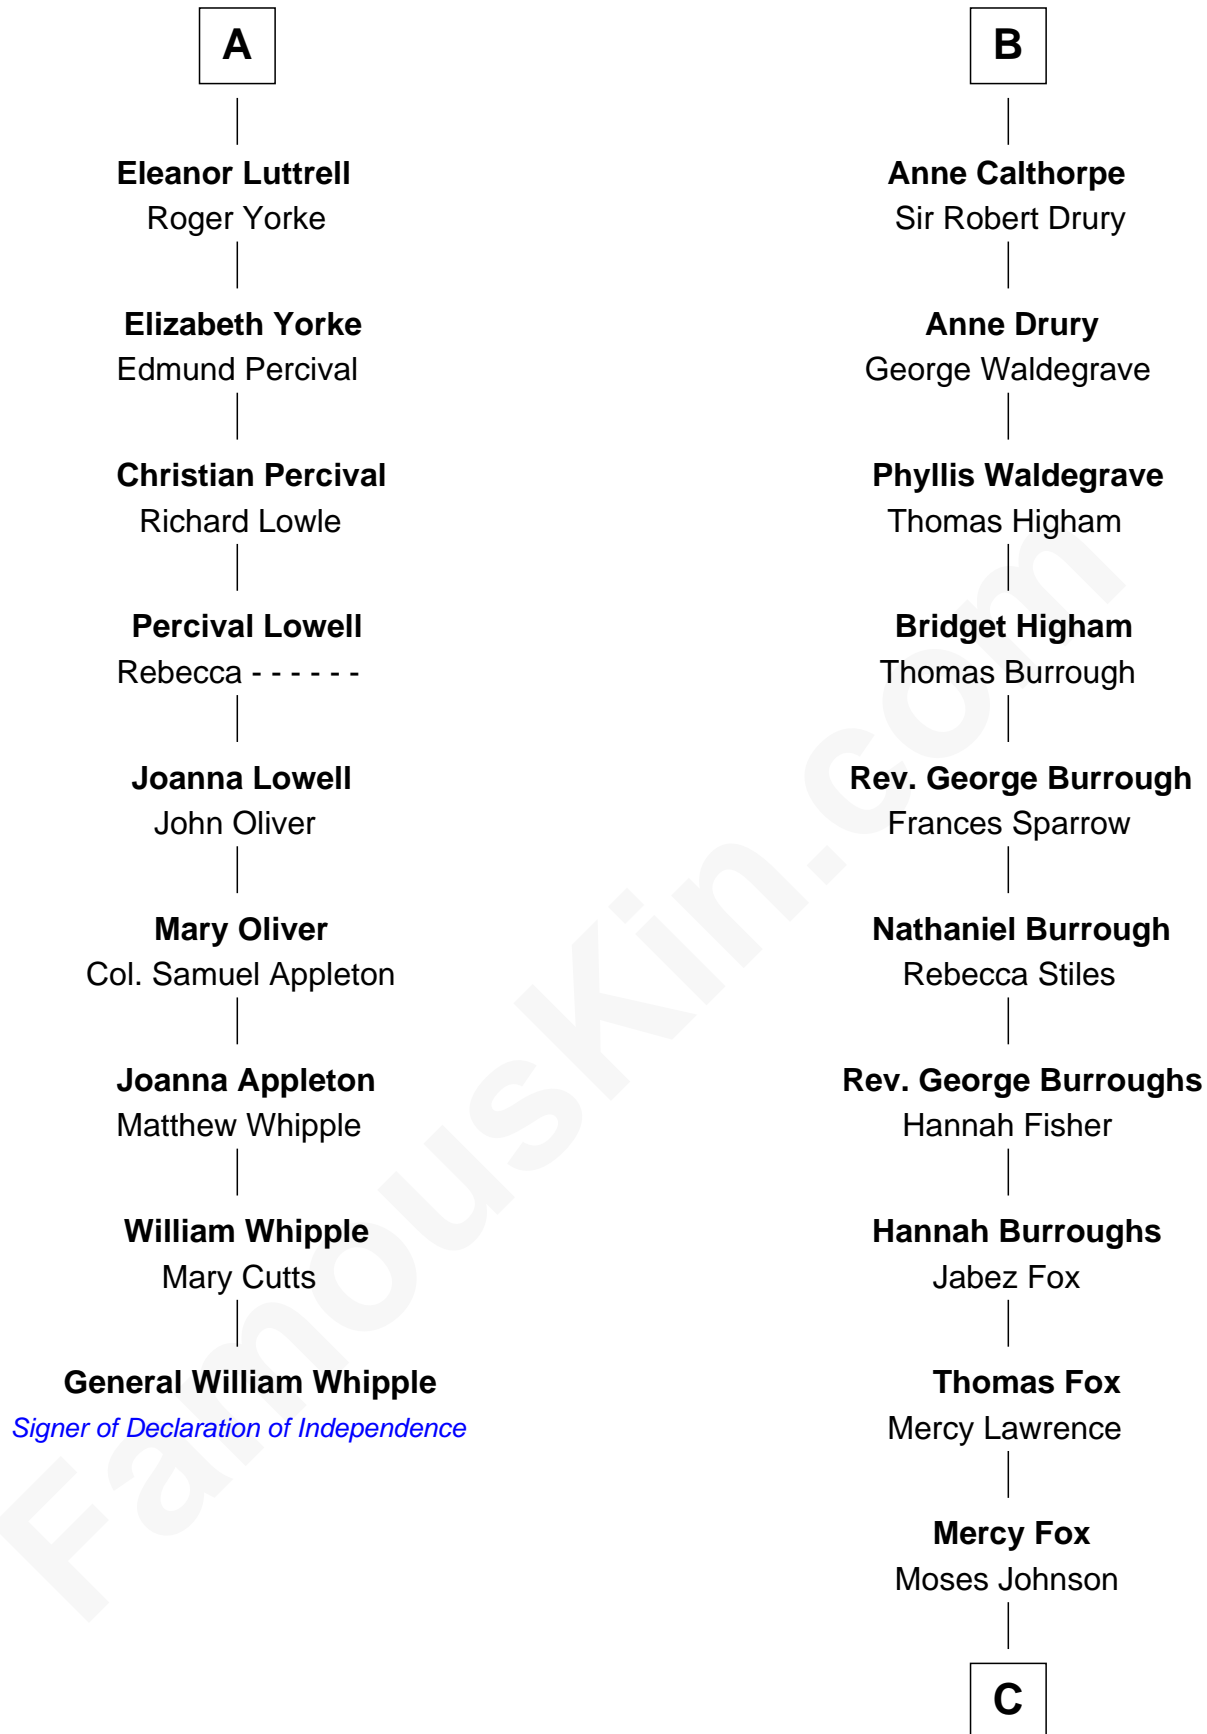 A
Eleanor Luttrell
Roger Yorke
Elizabeth Yorke
Edmund Percival
Christian Percival
Richard Lowle
Percival Lowell
Rebecca - - - - - -
Joanna Lowell
John Oliver
Mary Oliver
Col. Samuel Appleton
Joanna Appleton
Matthew Whipple
William Whipple
Mary Cutts
General William Whipple
Signer of Declaration of Independence
B
Anne Calthorpe
Sir Robert Drury
Anne Drury
George Waldegrave
Phyllis Waldegrave
Thomas Higham
Bridget Higham
Thomas Burrough
Rev. George Burrough
Frances Sparrow
Nathaniel Burrough
Rebecca Stiles
Rev. George Burroughs
Hannah Fisher
Hannah Burroughs
Jabez Fox
Thomas Fox
Mercy Lawrence
Mercy Fox
Moses Johnson
C
FamousKin.com